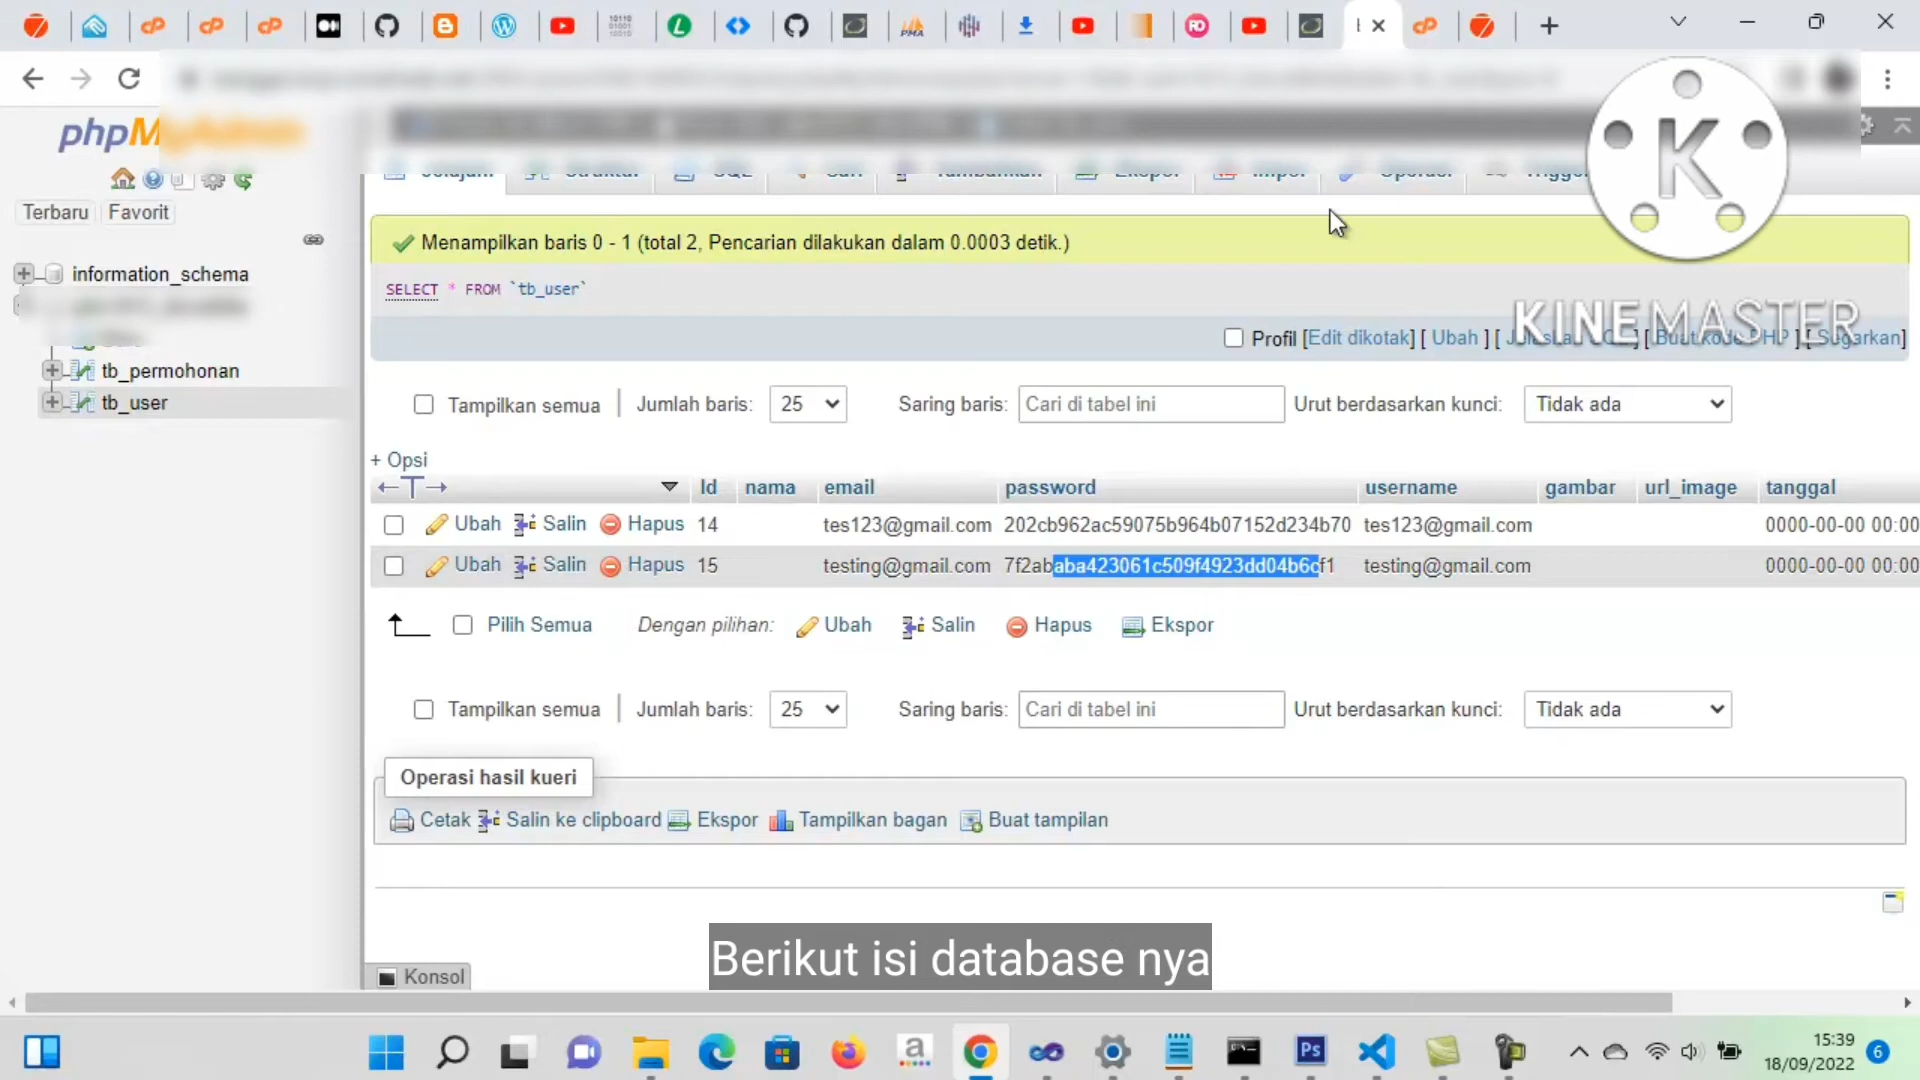 phpM
Terbaru Favorit
information_schema
tb_permohonan
tb_user
Menampilkan baris 0 - 1 (total 2, Pencarian dilakukan dalam 0.0003 detik.)
SELECT * FROM `tb_user`
Profil [Edit dikotak] [ Ubah ] [ Buat kode PHP ] [ Segarkan]
K
KINEMASTER
Tampilkan semua Jumlah baris: 25 Saring baris: Cari di tabel ini Urut berdasarkan kunci: Tidak ada
+ Opsi
Id nama email password username gambar url_image tanggal
Ubah Salin Hapus 14 tes123@gmail.com 202cb962ac59075b964b07152d234b70 tes123@gmail.com 0000-00-00 00:00
Ubah Salin Hapus 15 testing@gmail.com 7f2ababa423061c509f4923dd04b6cf1 testing@gmail.com 0000-00-00 00:00
Pilih Semua Dengan pilihan: Ubah Salin Hapus Ekspor
Tampilkan semua Jumlah baris: 25 Saring baris: Cari di tabel ini Urut berdasarkan kunci: Tidak ada
Operasi hasil kueri
Cetak Salin ke clipboard Ekspor Tampilkan bagan Buat tampilan
Berikut isi database nya
Konsol
15:39
18/09/2022 6